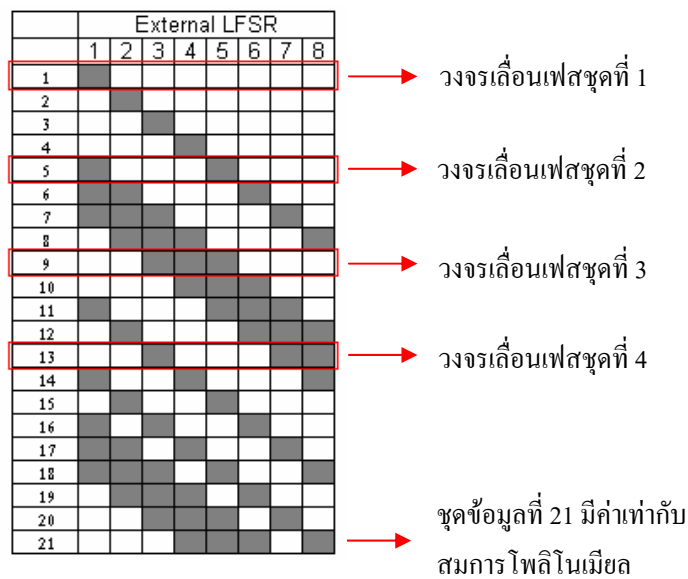 External LFSR
1 2 3 4 5 6 7 8
1
วงจรเลื่อนเฟสชุดที่ 1
2
3
4
5
วงจรเลื่อนเฟสชุดที่ 2
6
7
8
9
วงจรเลื่อนเฟสชุดที่ 3
10
11
12
13
วงจรเลื่อนเฟสชุดที่ 4
14
15
16
17
18
19
20
21
ชุดข้อมูลที่ 21 มีค่าเท่ากับ
สมการโพลิโนเมียล